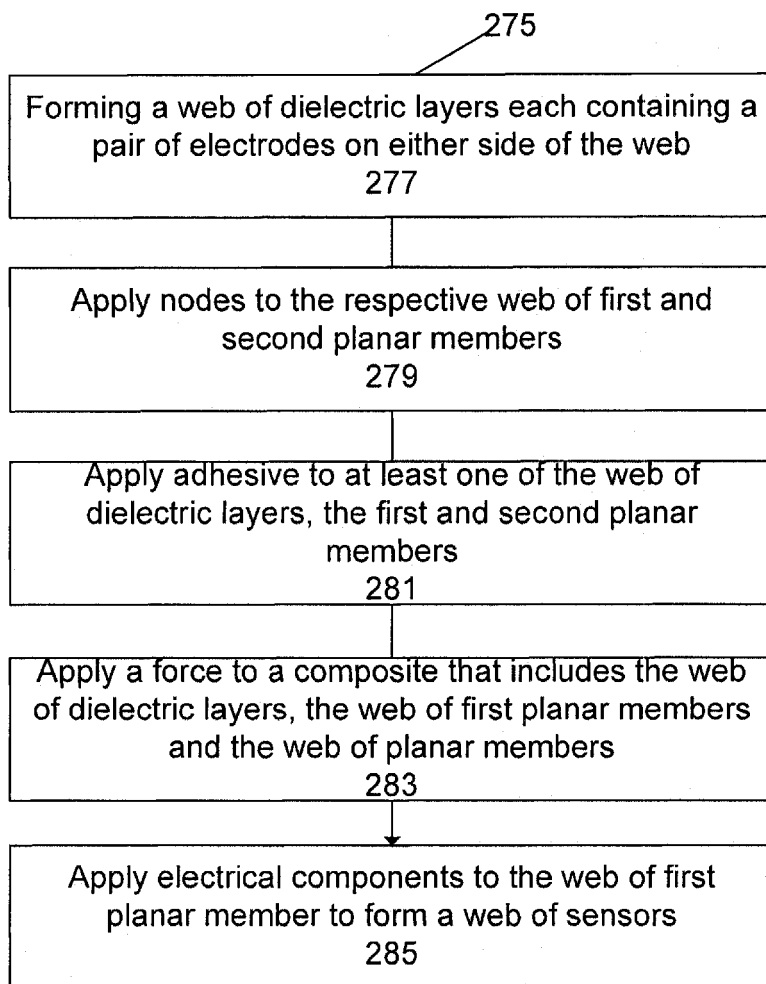 275
Forming a web of dielectric layers each containing a
pair of electrodes on either side of the web
277
Apply nodes to the respective web of first and
second planar members
279
Apply adhesive to at least one of the web of
dielectric layers, the first and second planar
members
281
Apply a force to a composite that includes the web
of dielectric layers, the web of first planar members
and the web of planar members
283
Apply electrical components to the web of first
planar member to form a web of sensors
285